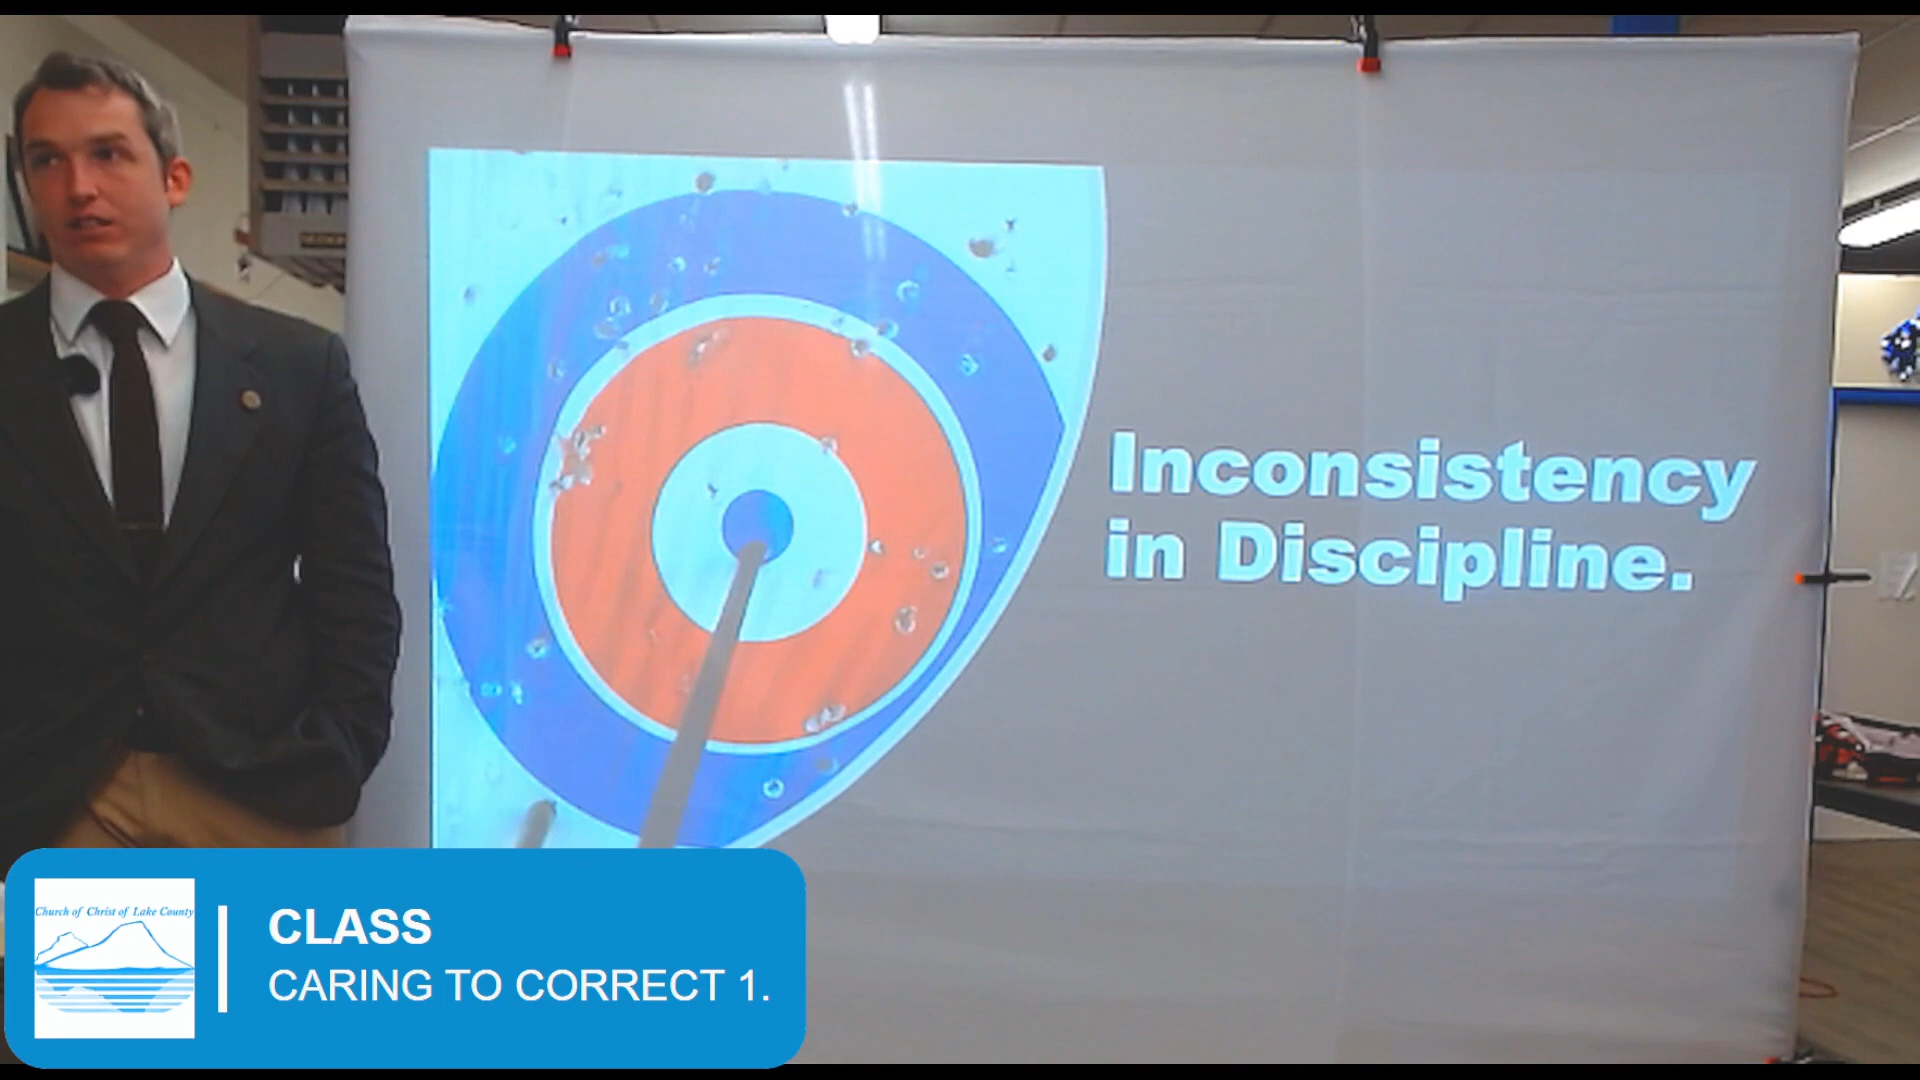 Inconsistency
in Discipline.
Church of Christ of Lake County
CLASS
CARING TO CORRECT 1.